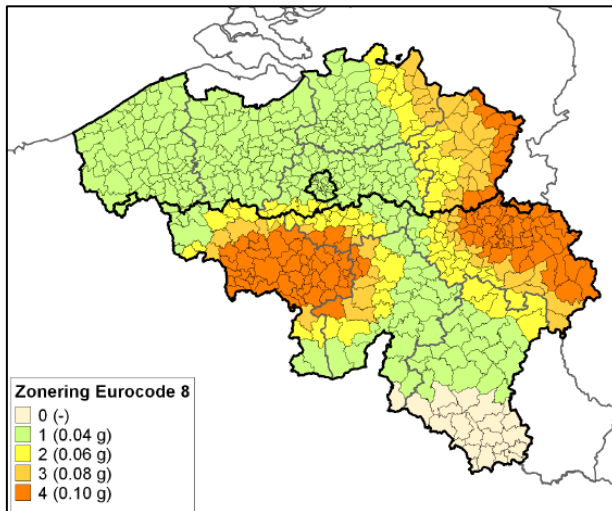 Zonering Eurocode 8
0 (-)
1 (0.04 g)
2 (0.06 g)
3 (0.08 g)
4 (0.10 g)